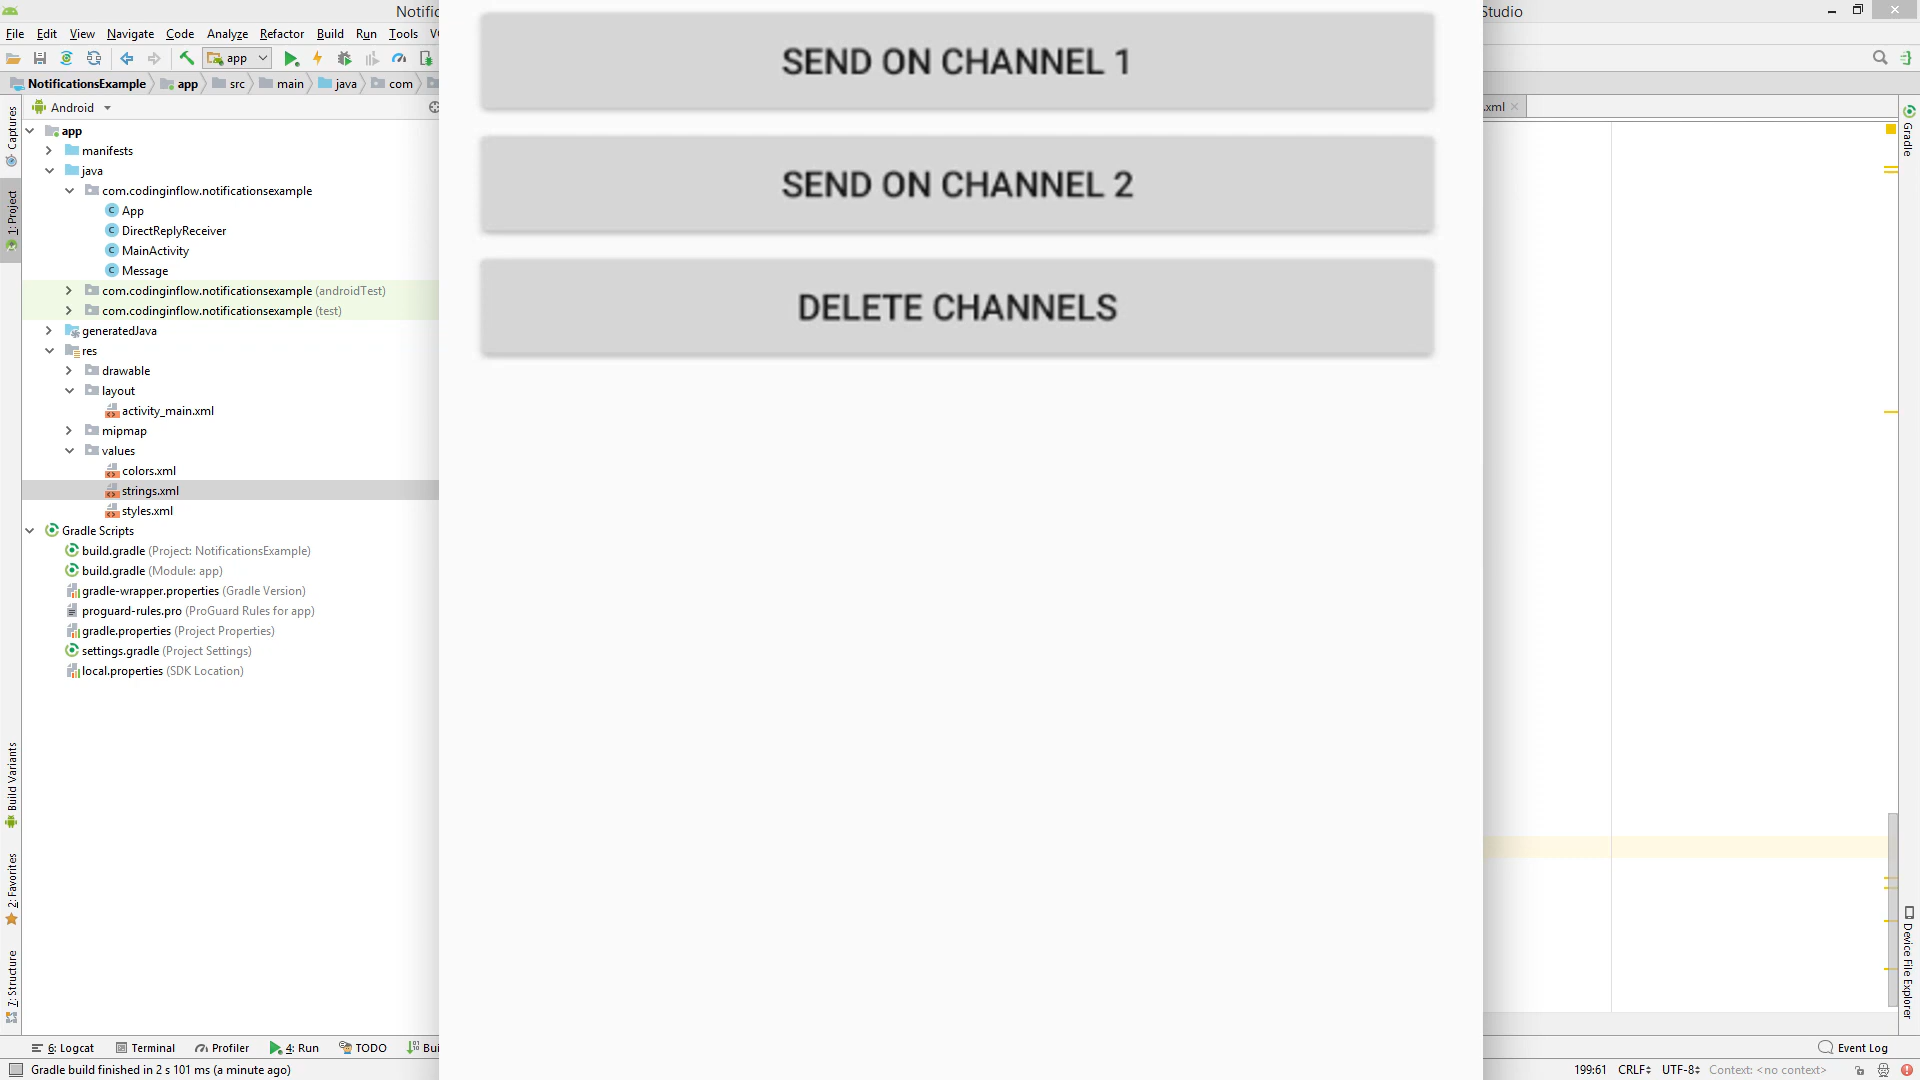 Notific
Studio
File Edit View Navigate Code Analyze Refactor Build Run Tools V
app
NotificationsExample app src main java com
Android
.xml
app
manifests
java
com.codinginflow.notificationsexample
App
DirectReplyReceiver
MainActivity
Message
com.codinginflow.notificationsexample (androidTest)
com.codinginflow.notificationsexample (test)
generatedJava
res
drawable
layout
activity_main.xml
mipmap
values
colors.xml
strings.xml
styles.xml
Gradle Scripts
build.gradle (Project: NotificationsExample)
build.gradle (Module: app)
gradle-wrapper.properties (Gradle Version)
proguard-rules.pro (ProGuard Rules for app)
gradle.properties (Project Properties)
settings.gradle (Project Settings)
local.properties (SDK Location)
Captures
1: Project
Build Variants
2: Favorites
7: Structure
SEND ON CHANNEL 1
SEND ON CHANNEL 2
DELETE CHANNELS
Gradle
Device File Explorer
6: Logcat Terminal Profiler 4: Run TODO Bui
Event Log
Gradle build finished in 2 s 101 ms (a minute ago)
199:61 CRLF UTF-8 Context: <no context>